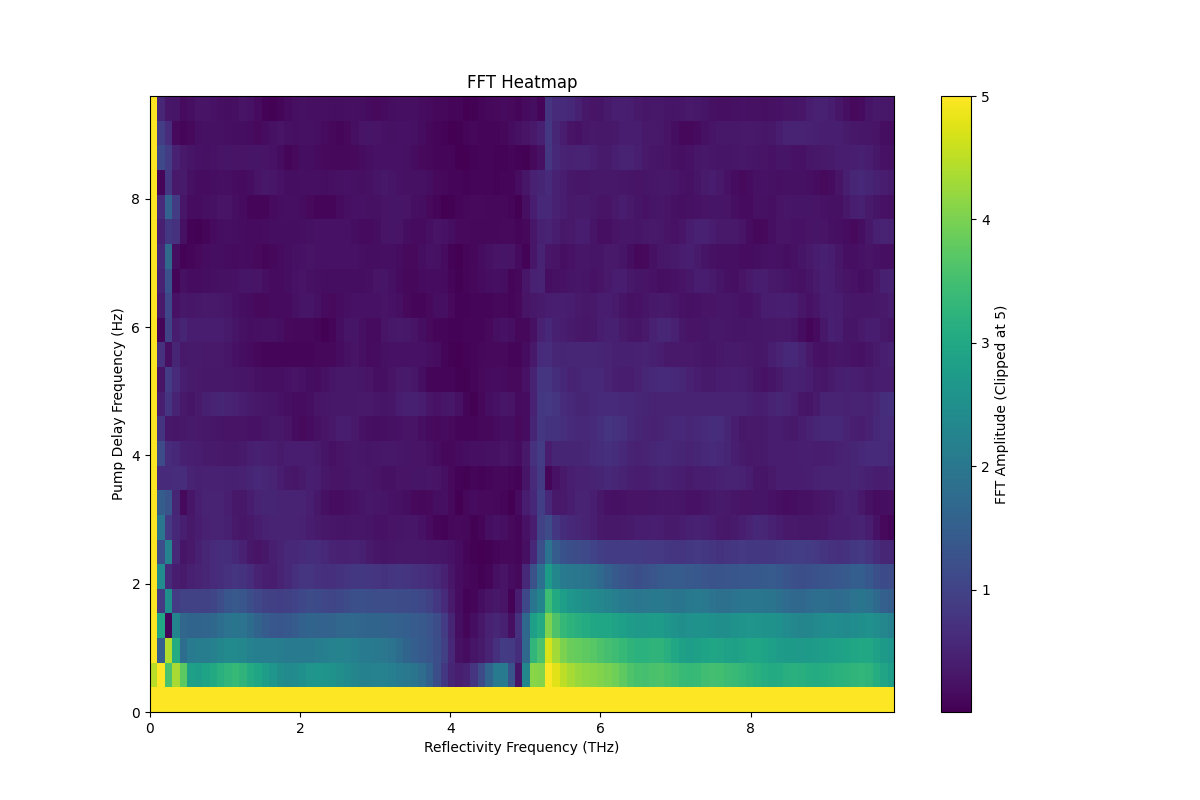 FFT Heatmap
Pump Delay Frequency (Hz)
8
6
4
2
0
0 2 4 6 8
Reflectivity Frequency (THz)
5
4
3
2
1
FFT Amplitude (Clipped at 5)